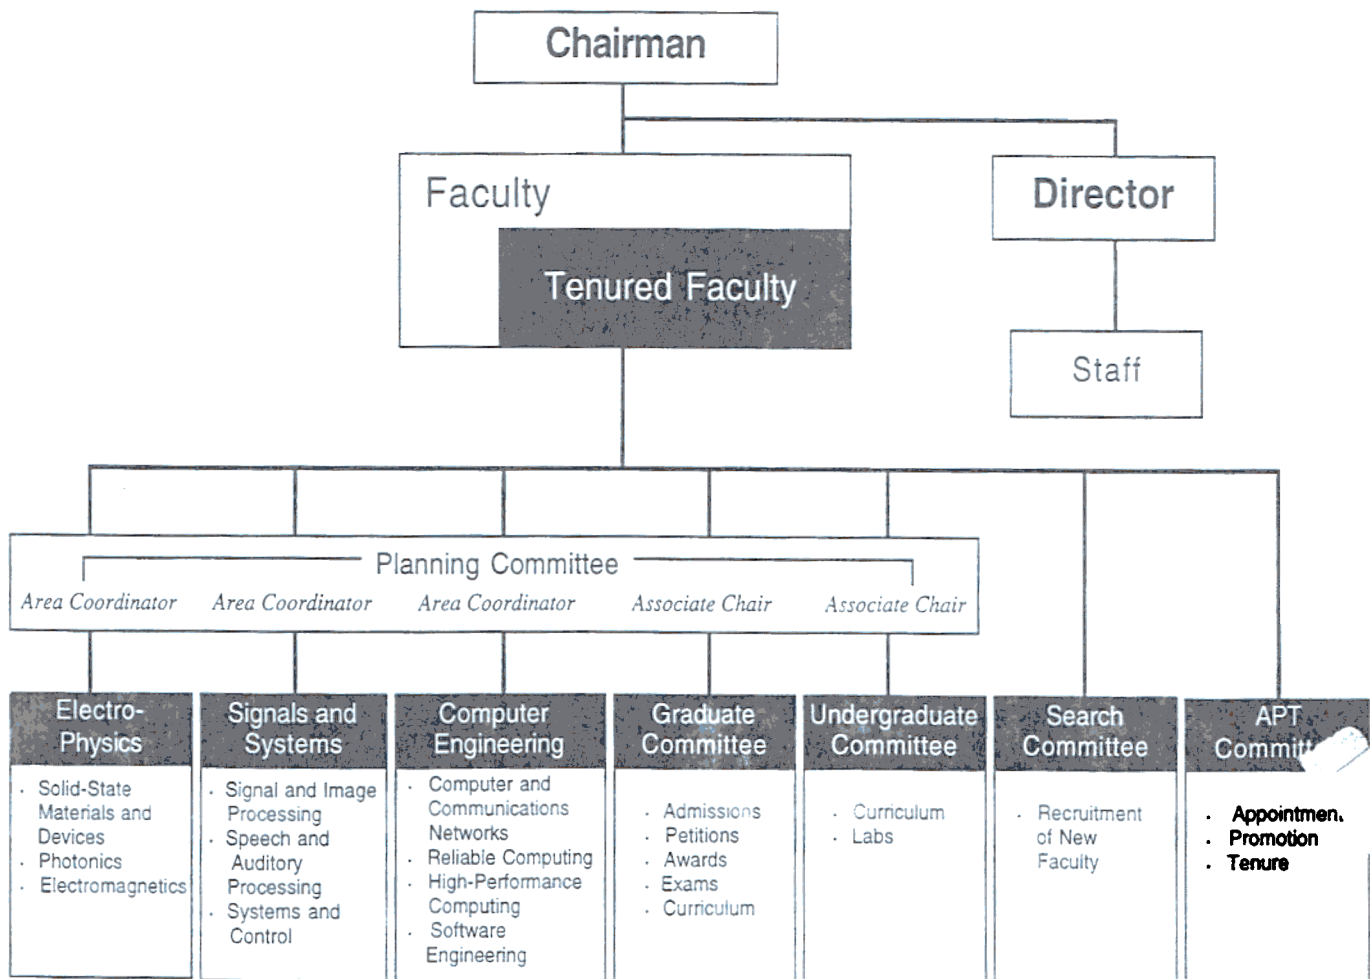 Chairman
Faculty
Director
Tenured Faculty
Staff
Planning Committee
Area Coordinator
Area Coordinator
Area Coordinator
Associate Chair
Associate Chair
Electro-
Physics
· Solid-State
Materials and
Devices
· Photonics
· Electromagnetics
Signals and
Systems
· Signal and Image
Processing
· Speech and
Auditory
Processing
· Systems and
Control
Computer
Engineering
· Computer and
Communications
Networks
· Reliable Computing
· High-Performance
Computing
· Software
Engineering
Graduate
Committee
· Admissions
· Petitions
· Awards
· Exams
· Curriculum
Undergraduate
Committee
· Curriculum
· Labs
Search
Committee
· Recruitment
of New
Faculty
APT
Committe
· Appointmen
· Promotion
· Tenure